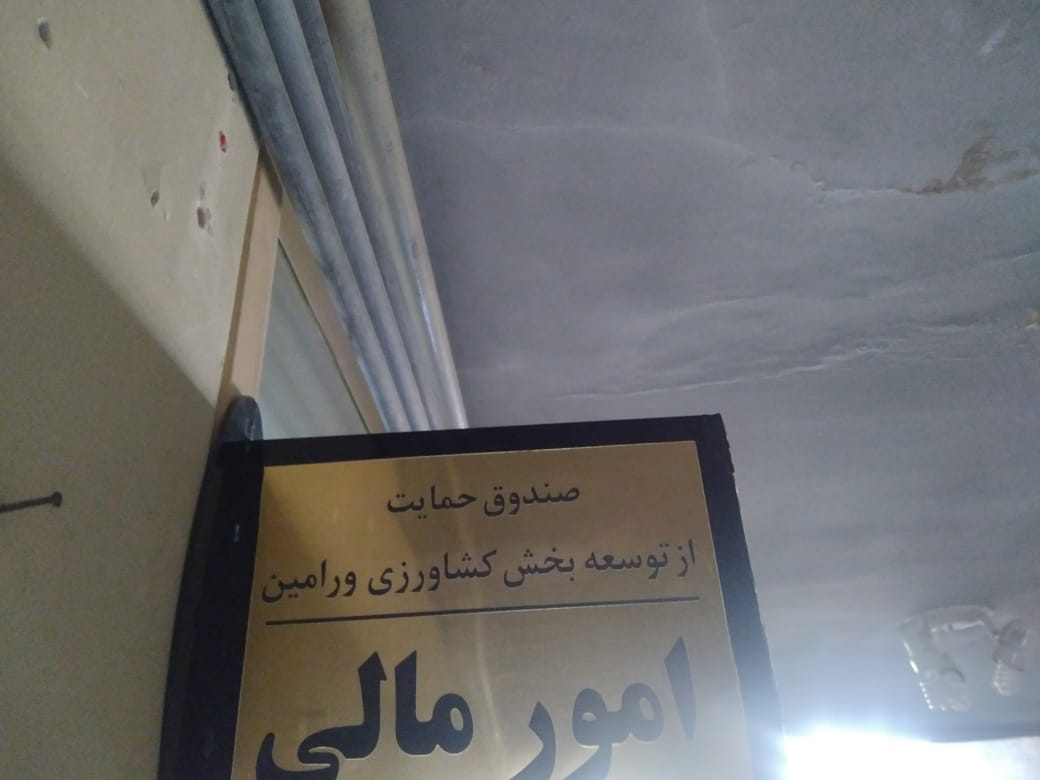 صندوق حمایت
از توسعه بخش کشاورزی ورامین
امور مالی